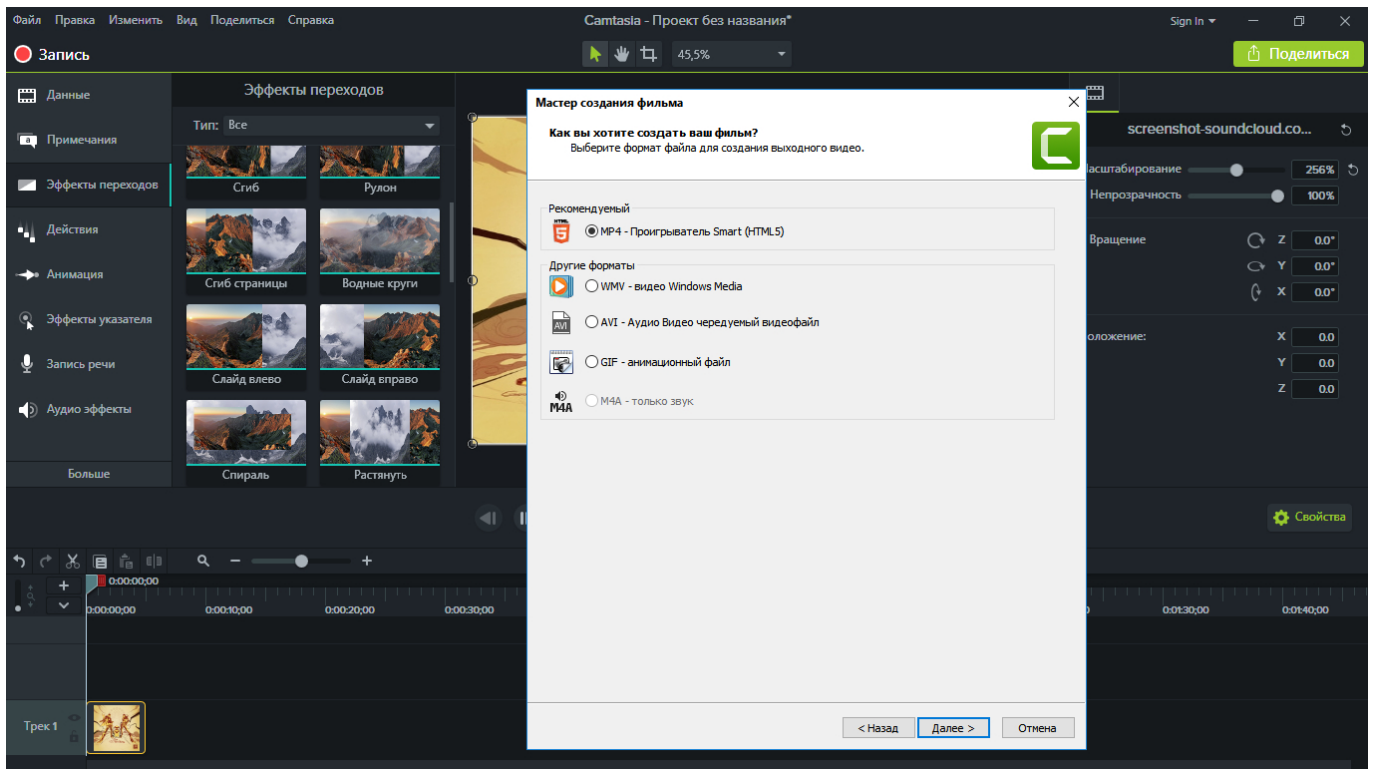 Файл Правка Изменить Вид Поделиться Справка
Camtasia - Проект без названия*
Sign In
Запись
45,5%
Поделиться
Данные
Примечания
Эффекты переходов
Действия
Анимация
Эффекты указателя
Запись речи
Аудио эффекты
Больше
Эффекты переходов
Тип: Все
Сгиб Рулон
Сгиб страницы Водные круги
Слайд влево Слайд вправо
Спираль Растянуть
Мастер создания фильма
Как вы хотите создать ваш фильм?
Выберите формат файла для создания выходного видео.
Рекомендуемый
MP4 - Проигрыватель Smart (HTML5)
Другие форматы
WMV - видео Windows Media
AVI
AVI - Аудио Видео чередуемый видеофайл
GIF - анимационный файл
M4A
M4A - только звук
< Назад Далее > Отмена
screenshot-soundcloud.co...
асштабирование 256%
Непрозрачность 100%
Вращение Z 0.0°
Y 0.0°
X 0.0°
оложение: X 0.0
Y 0.0
Z 0.0
Свойства
0:00:00;00
0:00:00;00 0:00:10;00 0:00:20;00 0:00:30;00 0:01:30;00 0:01:40;00
Трек 1